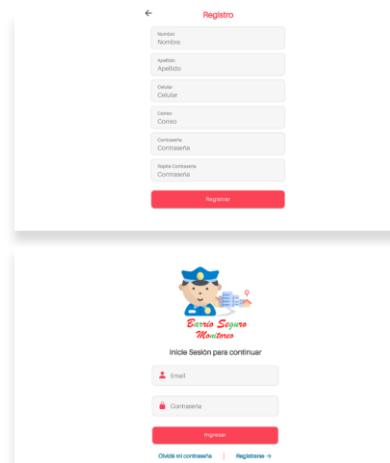 Registro
Nombre
Nombre
Apellido
Apellido
Celular
Celular
Correo
Correo
Contraseña
Contraseña
Repita Contraseña
Contraseña
Registrar
Barrio Seguro
Monitoreo
Inicie Sesión para continuar
Email
Contraseña
Ingresar
Olvidé mi contraseña | Registrarse →